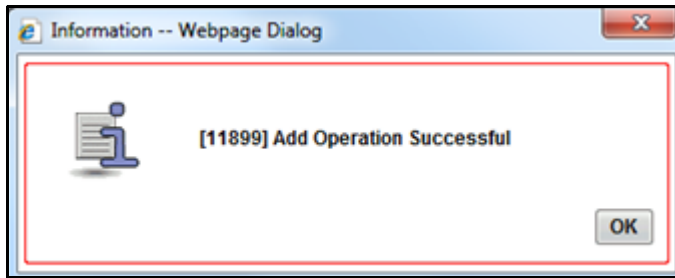 Information -- Webpage Dialog
[11899] Add Operation Successful
OK